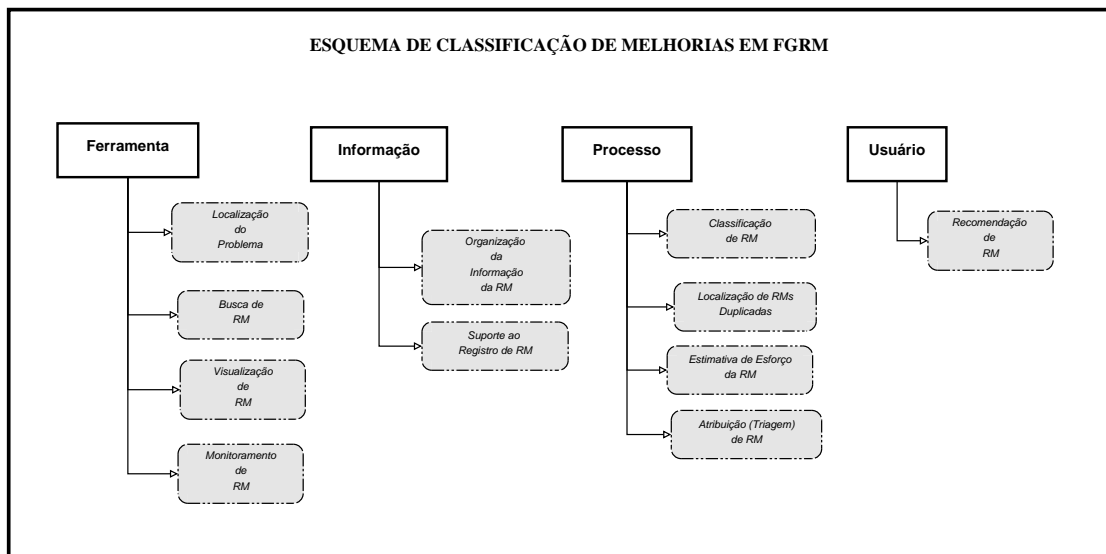 ESQUEMA DE CLASSIFICAÇÃO DE MELHORIAS EM FGRM
Ferramenta
Localização
do
Problema
Busca de
RM
Visualização
de
RM
Monitoramento
de
RM
Informação
Organização
da
Informação
da RM
Suporte ao
Registro de RM
Processo
Classificação
de RM
Localização de RMs
Duplicadas
Estimativa de Esforço
da RM
Atribuição (Triagem)
de RM
Usuário
Recomendação
de
RM